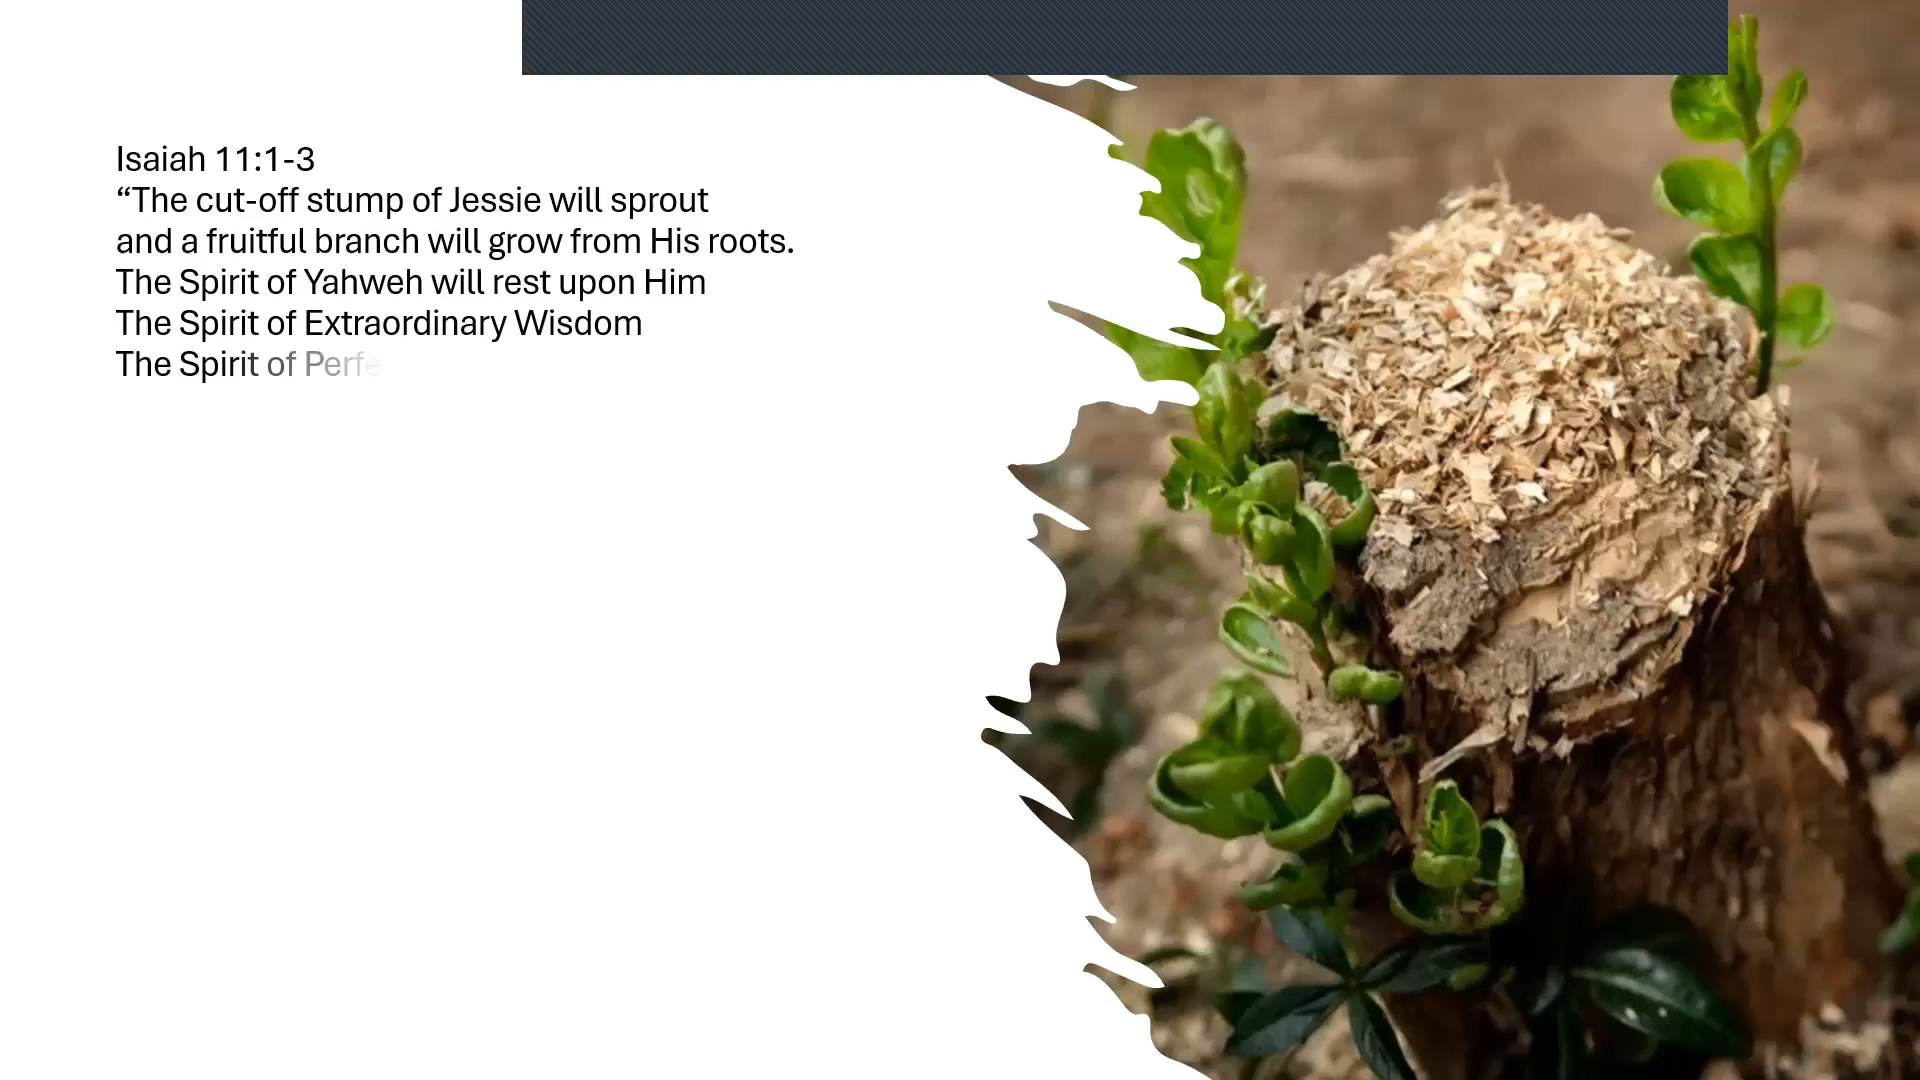 Isaiah 11:1-3
“The cut-off stump of Jessie will sprout
and a fruitful branch will grow from His roots.
The Spirit of Yahweh will rest upon Him
The Spirit of Extraordinary Wisdom
The Spirit of Perfe